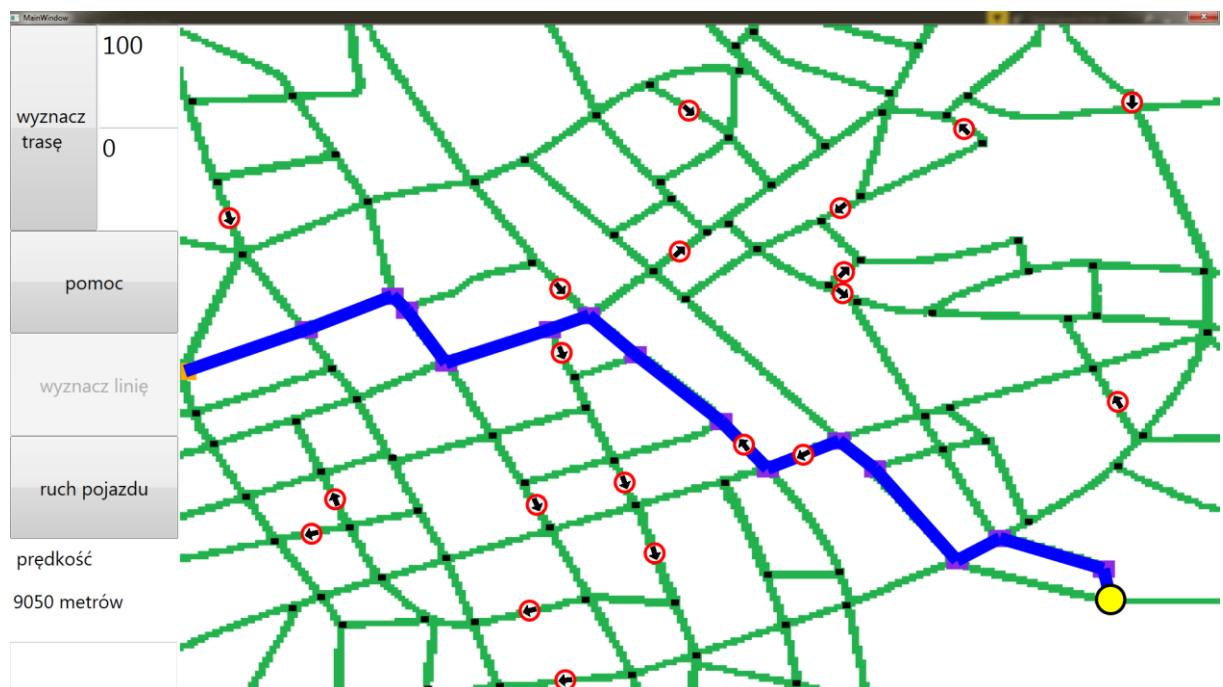 MainWindow
100
wyznacz
trasę
0
pomoc
wyznacz linię
ruch pojazdu
prędkość
9050 metrów